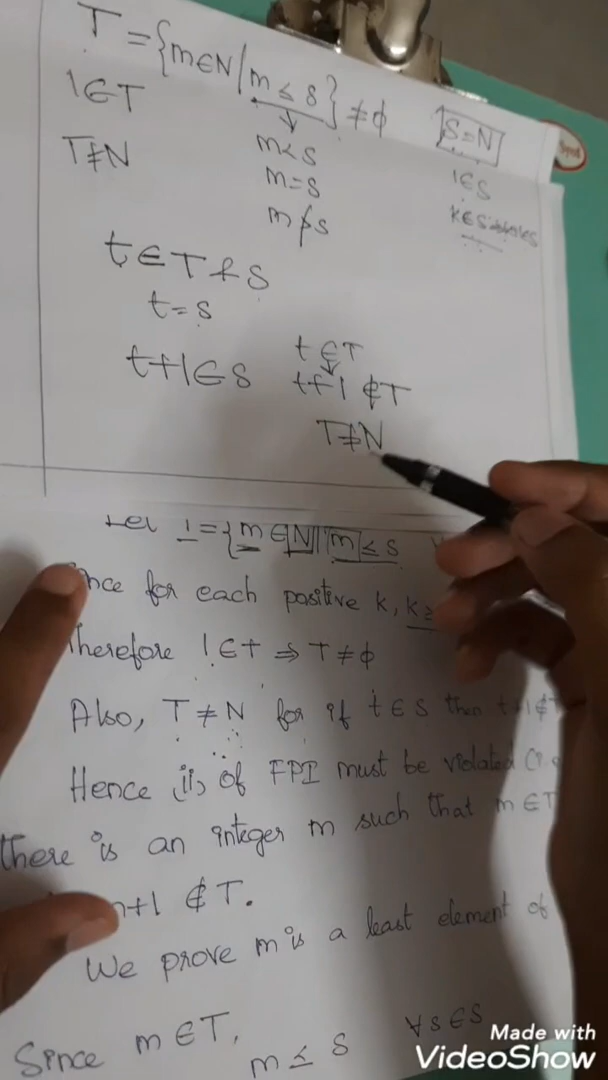 T = {m∈N | m ≤ s} ≠ ϕ
S=N
1∈T
m<s
1∈S
T≠N
m=s
k∈S
m≯s
t∈T & S
t=s
t+1∈S
t∈T
t+1∉T
T≠N
Let T={m∈N | m ≤ s ∀
for each positive k, k≥
Therefore 1∈T ⇒ T≠ϕ
Also, T≠N for if t∈S then t+1∉T
Hence (ii) of FPI must be violated (i.e
there is an integer m such that m∈T
m+1 ∉ T.
We prove m is a least element of
Since m∈T,
m ≤ s ∀s∈S
Made with
VideoShow